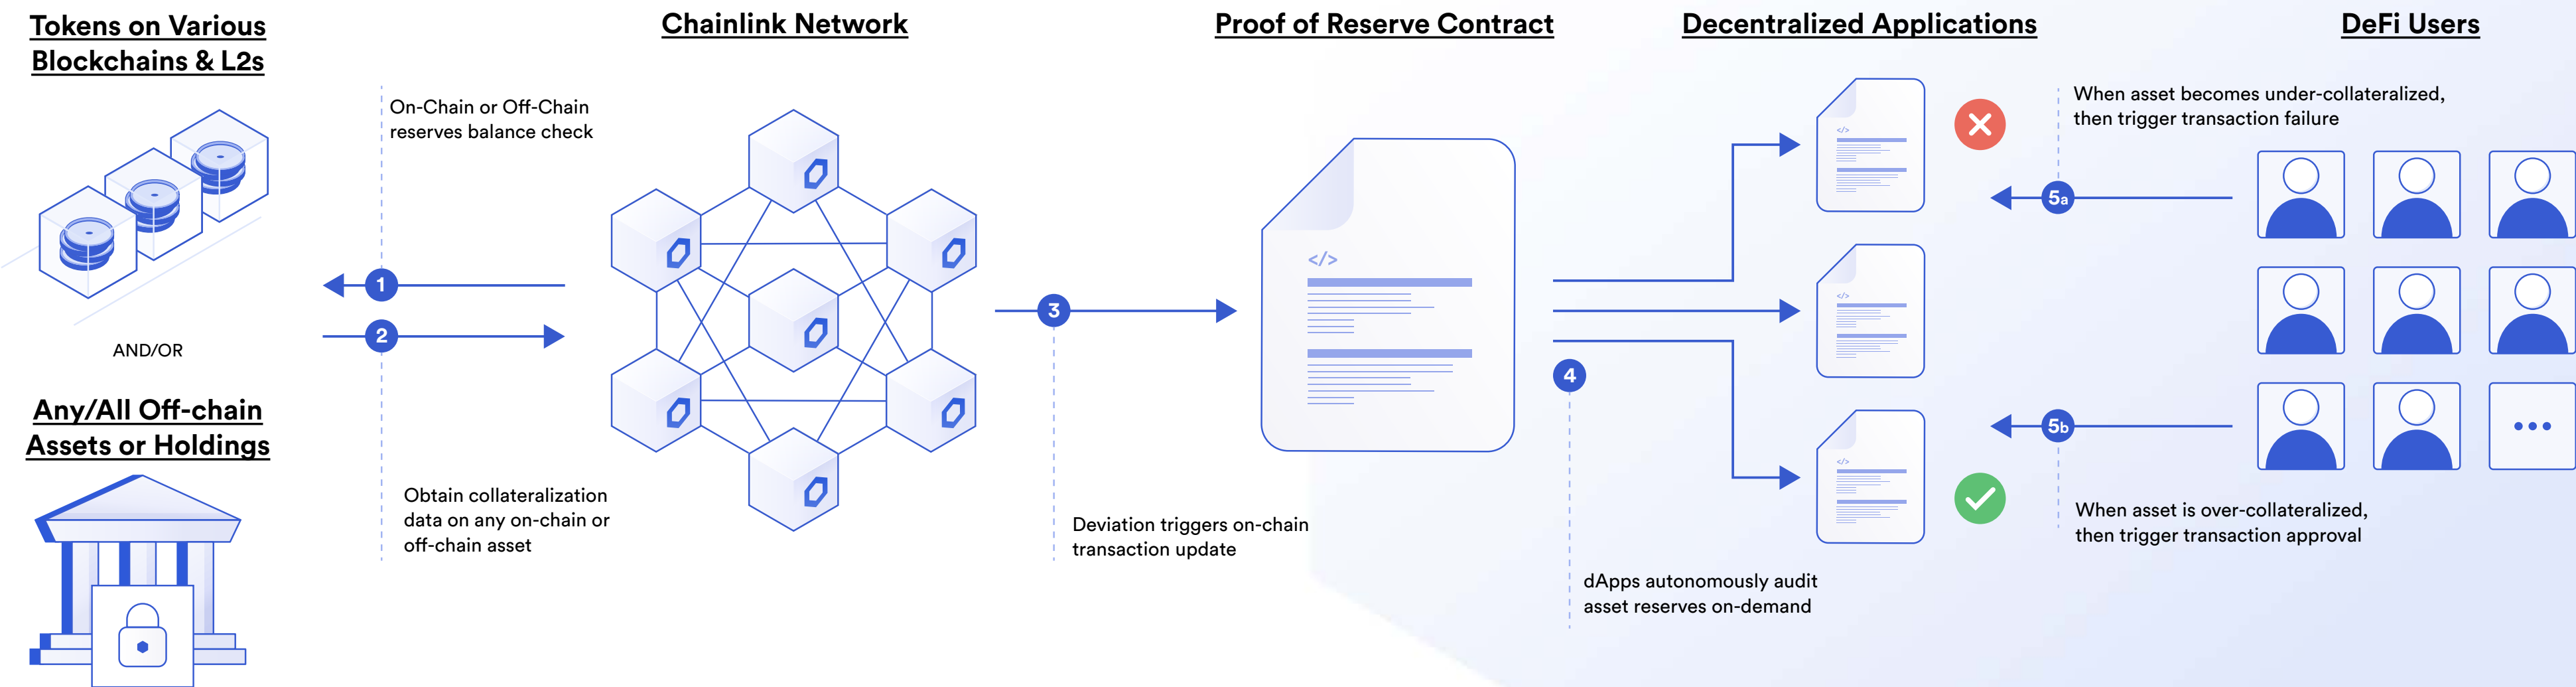 Tokens on Various
Blockchains & L2s
Chainlink Network
Proof of Reserve Contract
Decentralized Applications
DeFi Users
On-Chain or Off-Chain
reserves balance check
1
2
AND/OR
Any/All Off-chain
Assets or Holdings
Obtain collateralization
data on any on-chain or
off-chain asset
3
Deviation triggers on-chain
transaction update
</>
4
dApps autonomously audit
asset reserves on-demand
</>
</>
</>
When asset becomes under-collateralized,
then trigger transaction failure
5a
5b
When asset is over-collateralized,
then trigger transaction approval